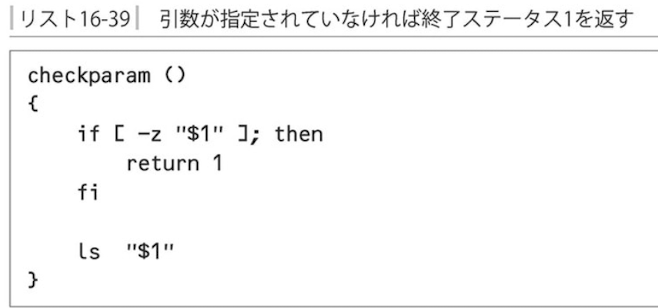 リスト16-39 引数が指定されていなければ終了ステータス1を返す
checkparam ()
{
    if [ -z "$1" ]; then
        return 1
    fi

    ls  "$1"
}